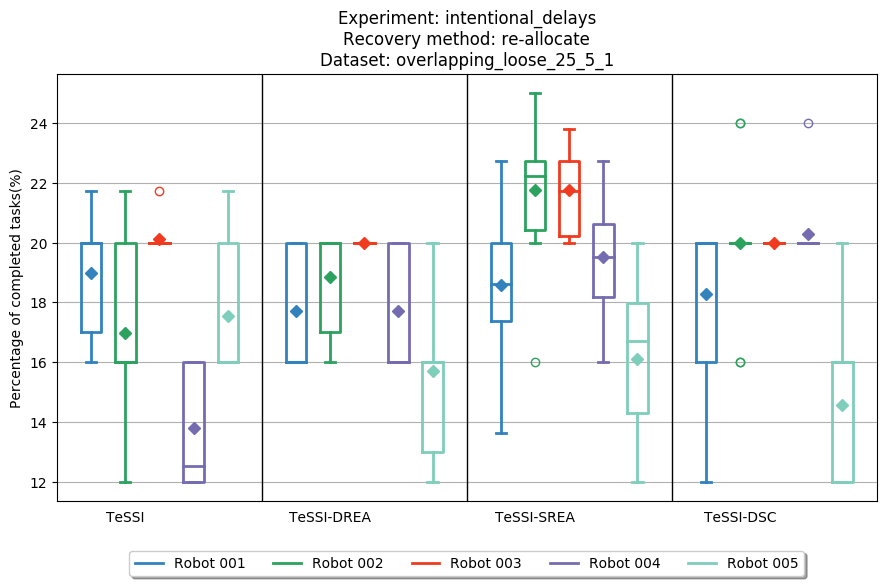 Experiment: intentional_delays
Recovery method: re-allocate
Dataset: overlapping_loose_25_5_1
Percentage of completed tasks(%)
24
22
20
18
16
14
12
TeSSI TeSSI-DREA TeSSI-SREA TeSSI-DSC
Robot 001 Robot 002 Robot 003 Robot 004 Robot 005